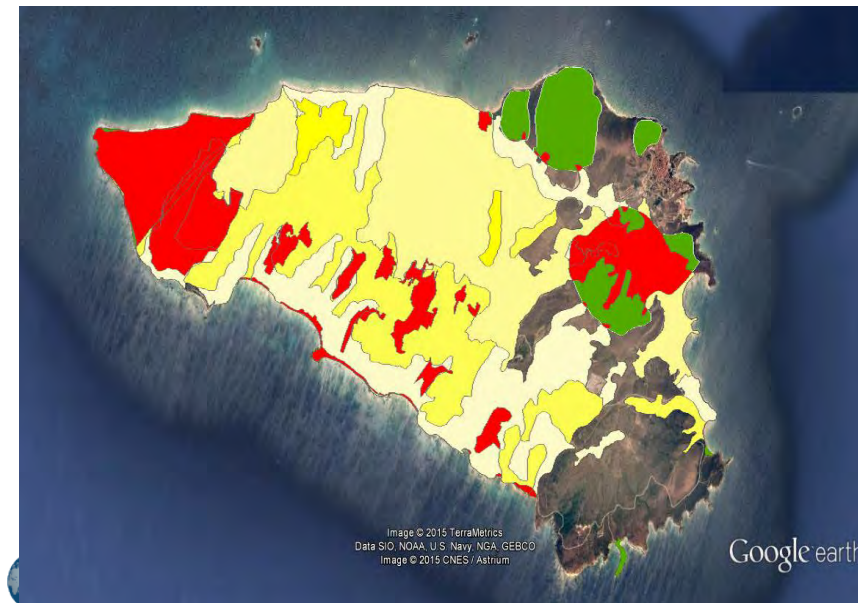 Image © 2015 TerraMetrics
Data SIO, NOAA, U.S. Navy, NGA, GEBCO
Image © 2015 CNES / Astrium
Google earth